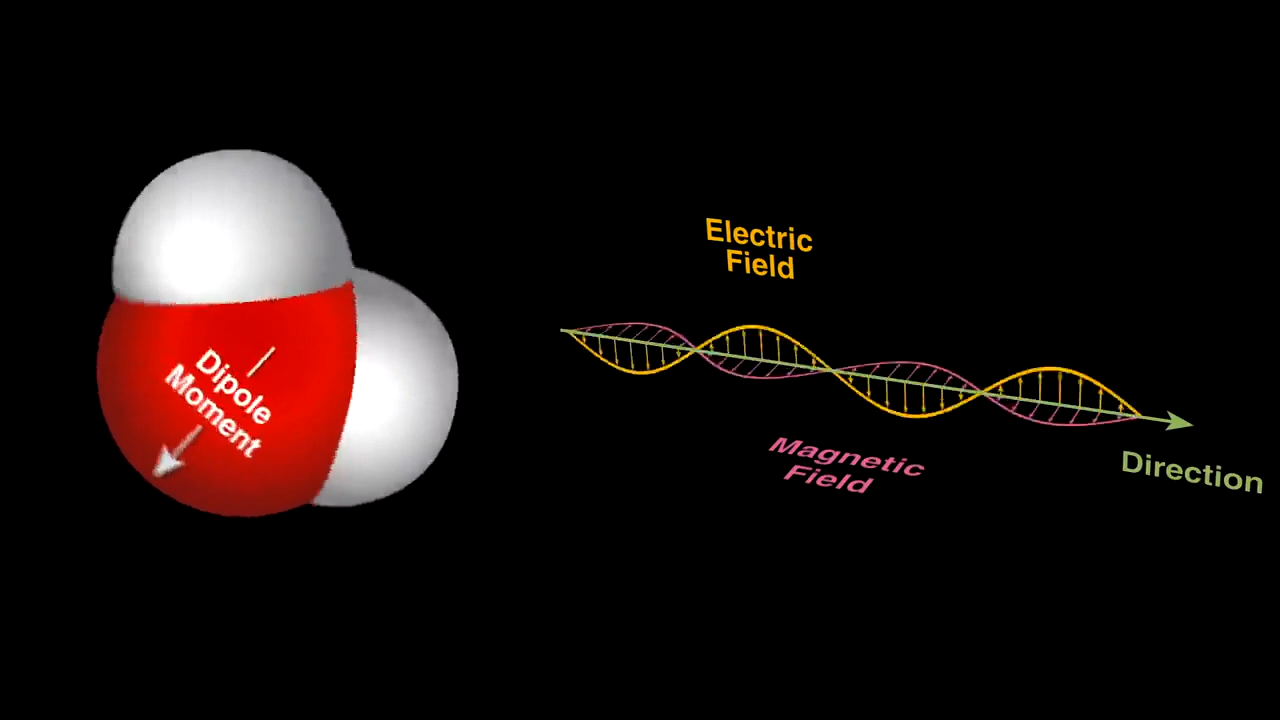 Dipole
Moment
Electric
Field
Magnetic
Field
Direction